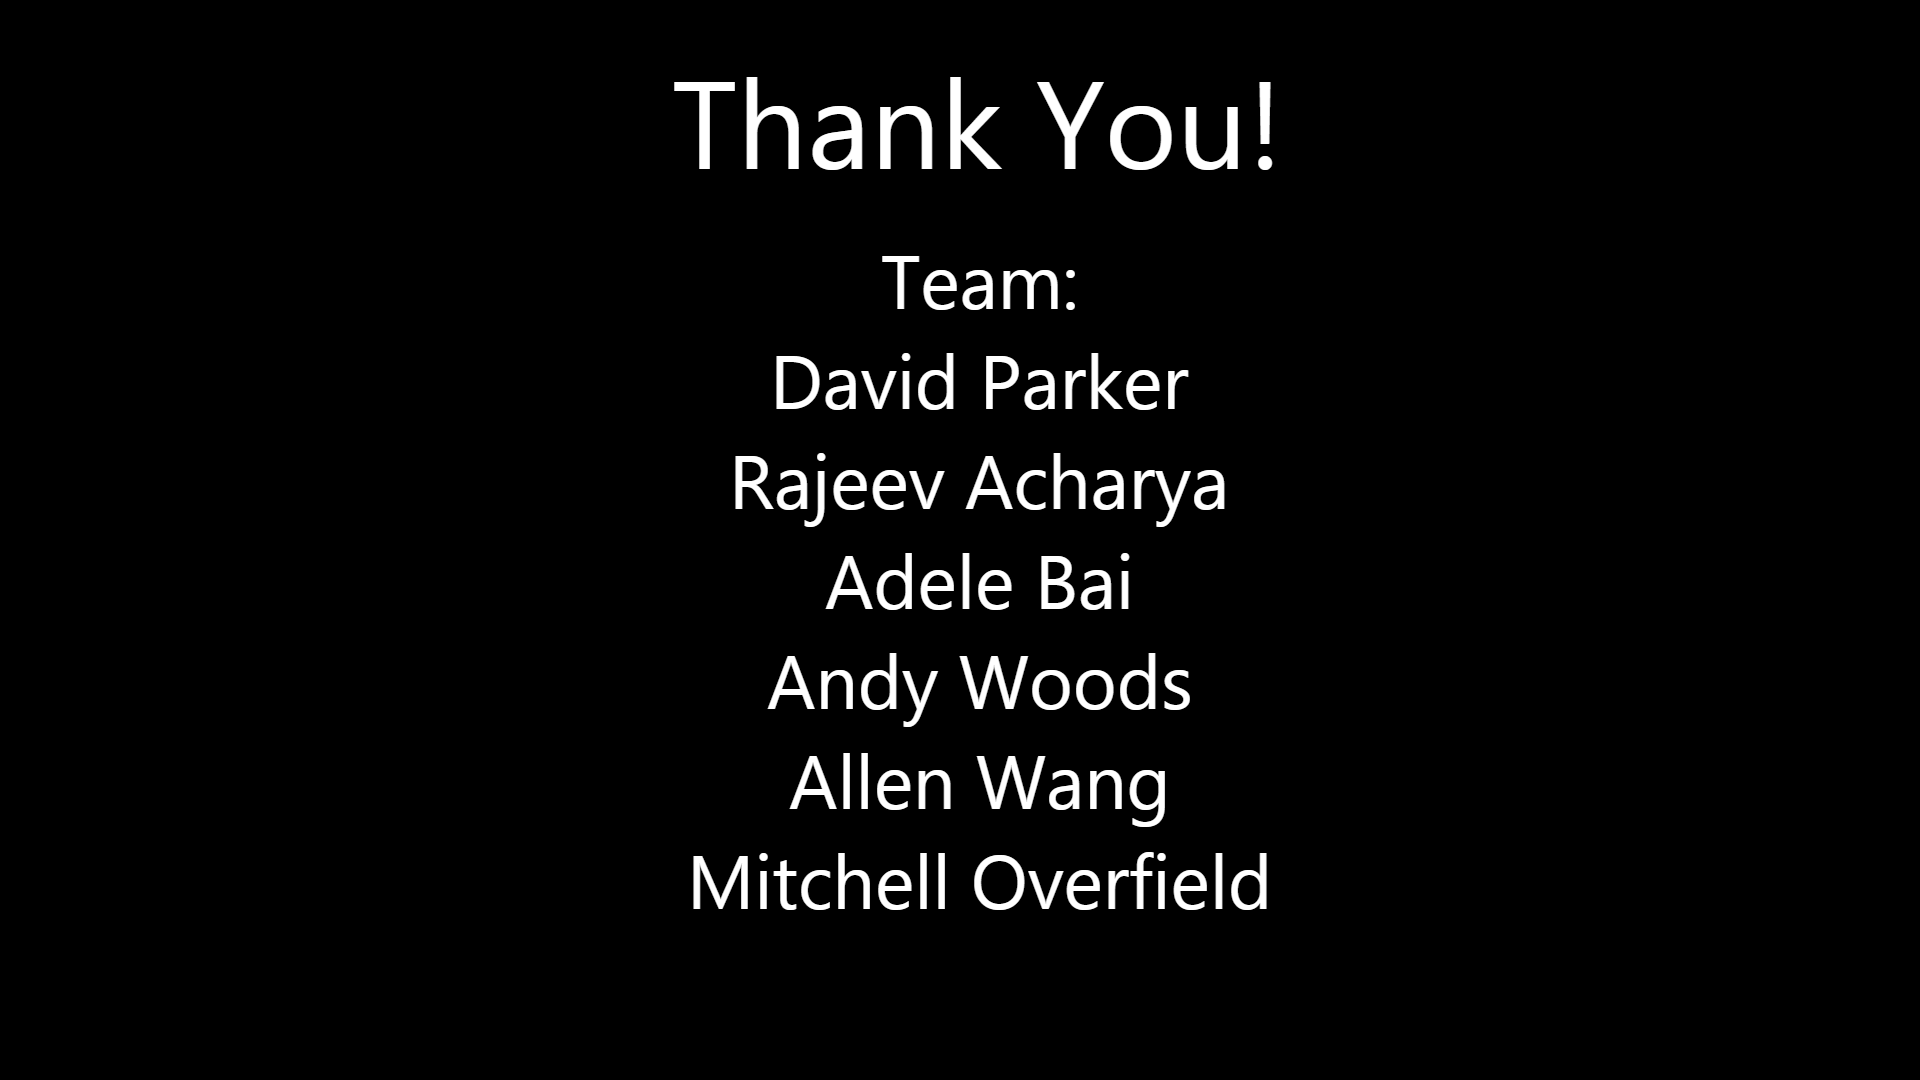 Thank You!
Team:
David Parker
Rajeev Acharya
Adele Bai
Andy Woods
Allen Wang
Mitchell Overfield